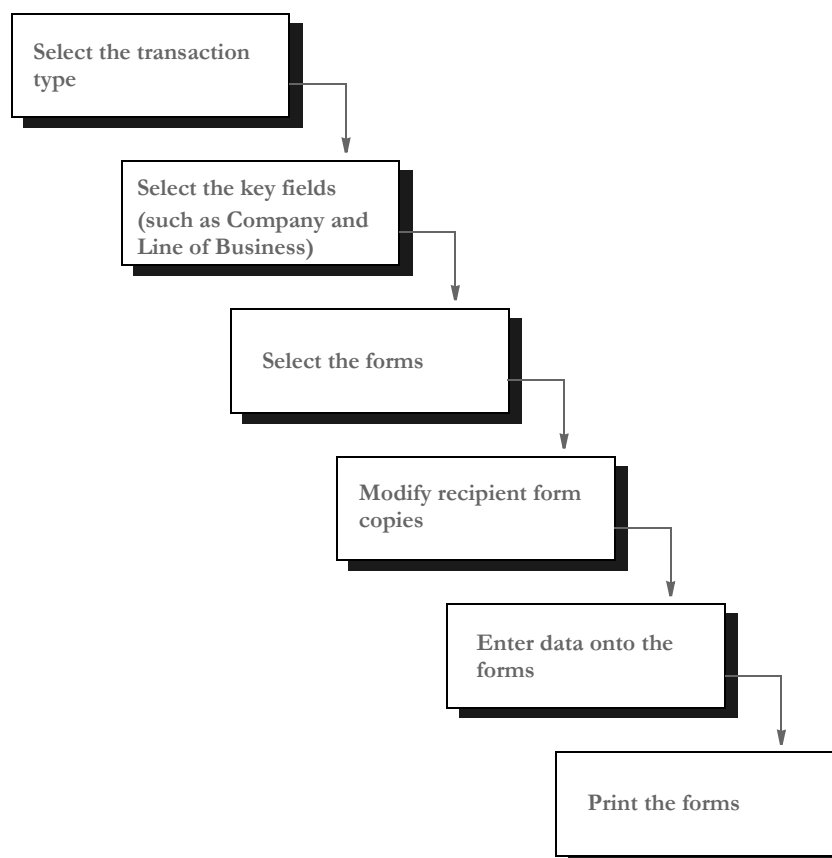 Select the transaction
type
Select the key fields
(such as Company and
Line of Business)
Select the forms
Modify recipient form
copies
Enter data onto the
forms
Print the forms